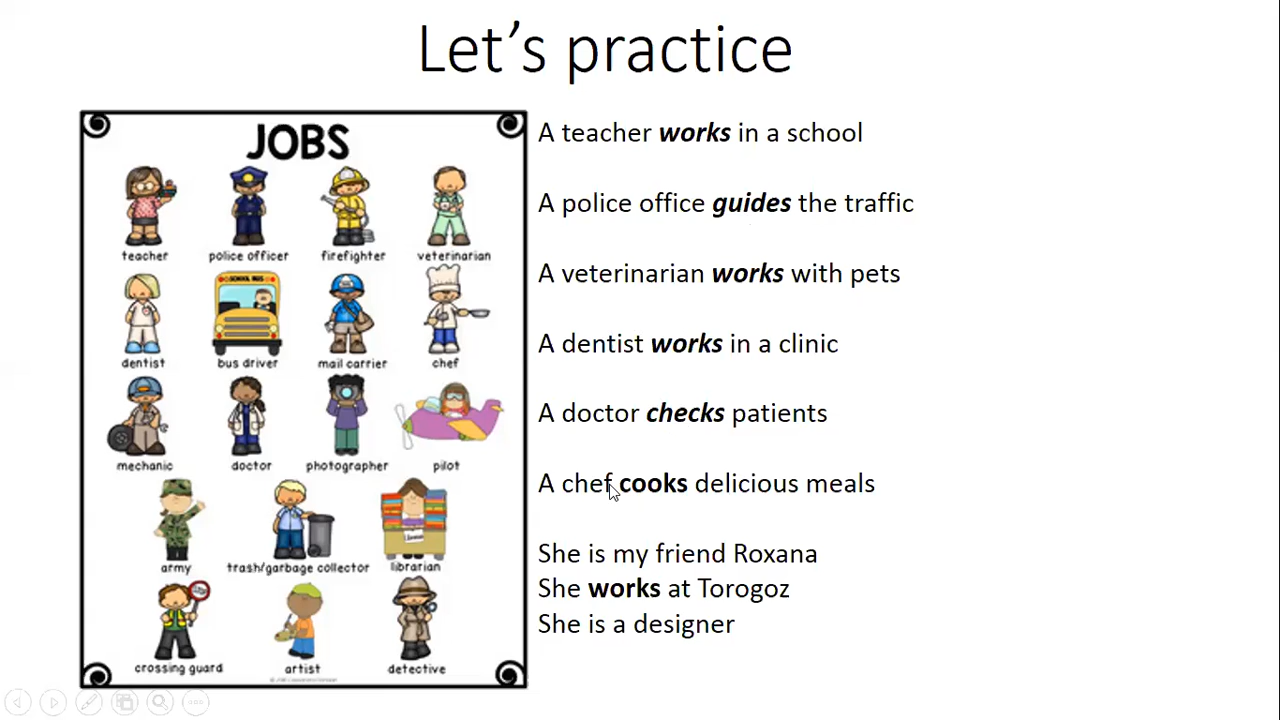 Let's practice
JOBS
teacher police officer firefighter veterinarian
dentist bus driver mail carrier chef
mechanic doctor photographer pilot
army trash/garbage collector librarian
crossing guard artist detective
A teacher works in a school
A police office guides the traffic
A veterinarian works with pets
A dentist works in a clinic
A doctor checks patients
A chef cooks delicious meals
She is my friend Roxana
She works at Torogoz
She is a designer
SCHOOL BUS
STOP